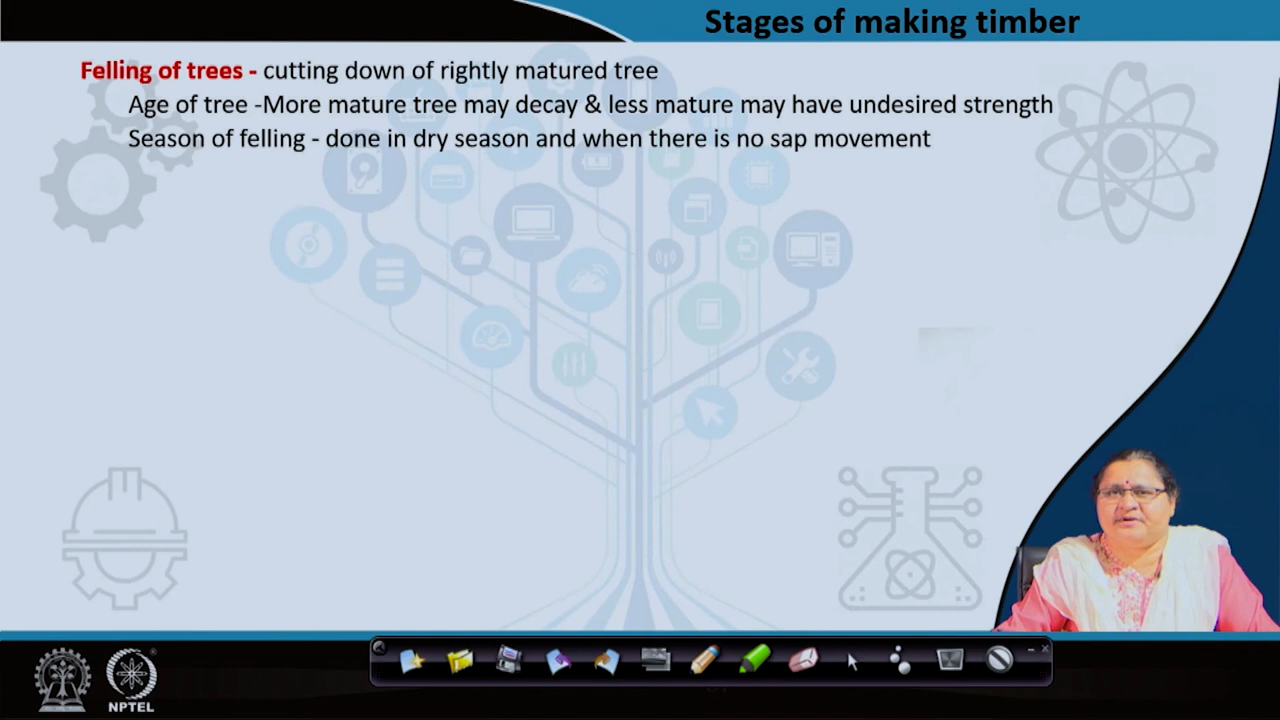 Stages of making timber
Felling of trees - cutting down of rightly matured tree
Age of tree -More mature tree may decay & less mature may have undesired strength
Season of felling - done in dry season and when there is no sap movement
NPTEL